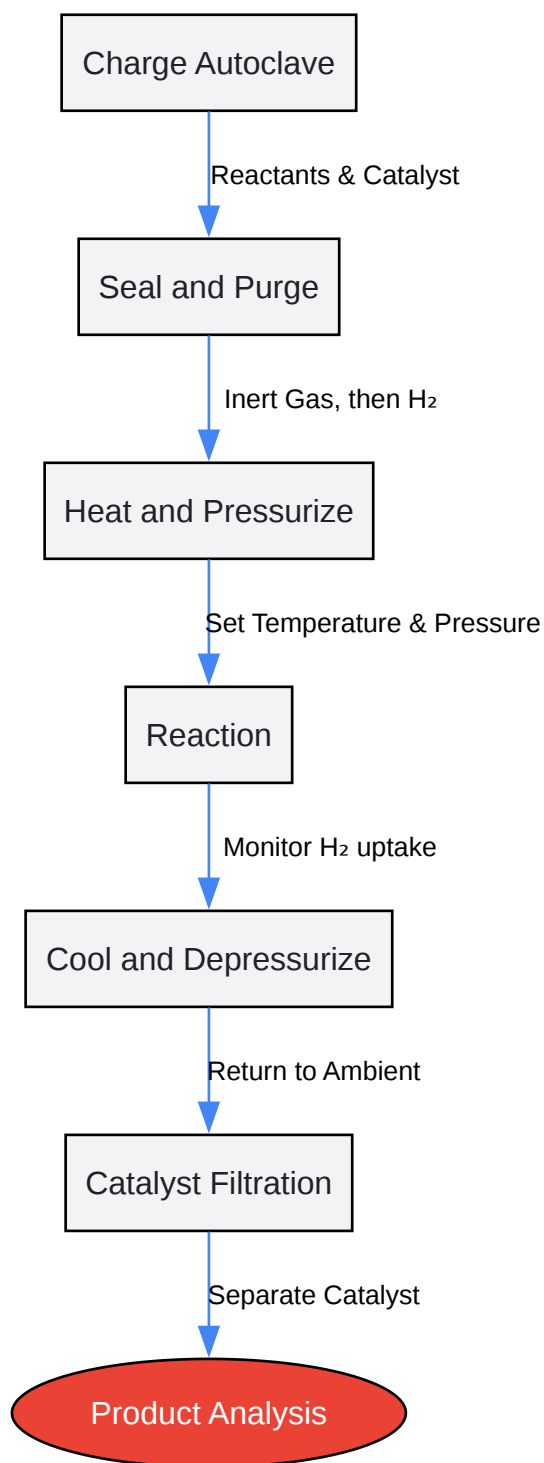 Charge Autoclave
Reactants & Catalyst
Seal and Purge
Inert Gas, then H₂
Heat and Pressurize
Set Temperature & Pressure
Reaction
Monitor H₂ uptake
Cool and Depressurize
Return to Ambient
Catalyst Filtration
Separate Catalyst
Product Analysis